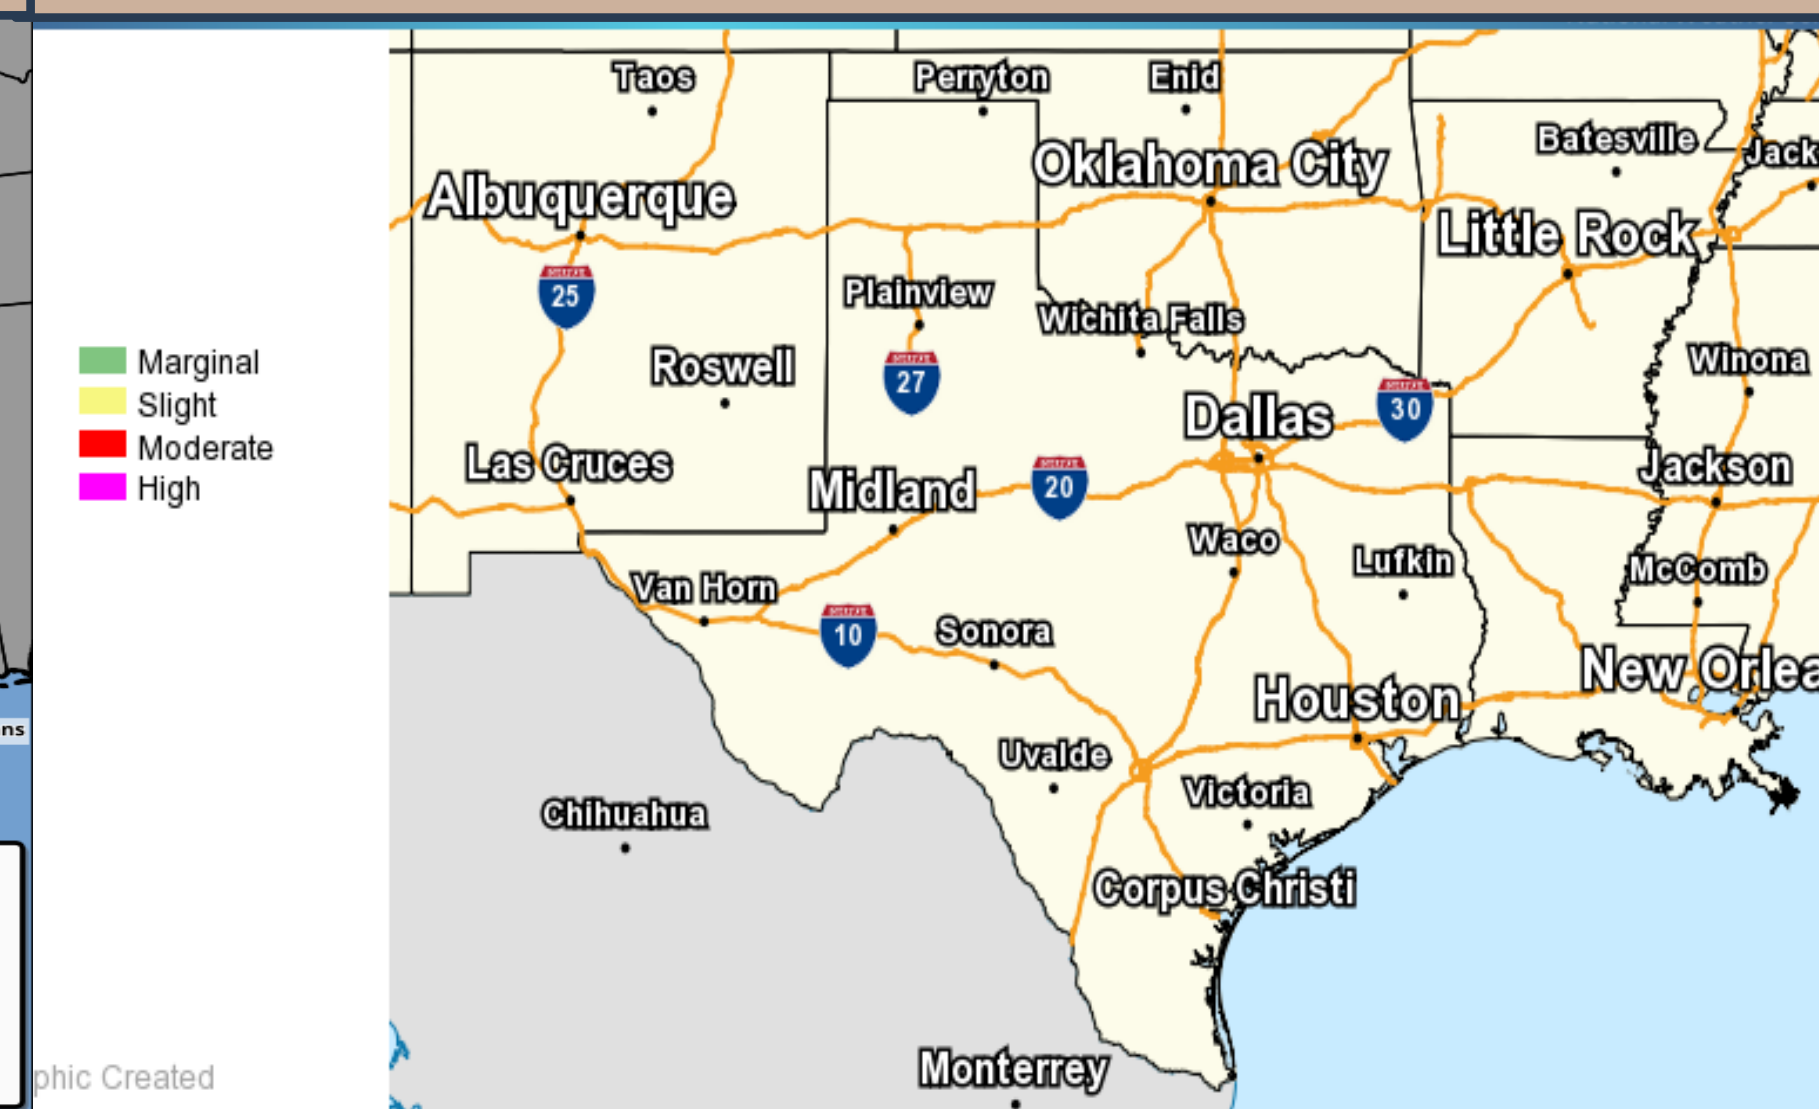 Taos
Perryton
Enid
Batesville
Jack
Oklahoma City
Albuquerque
Little Rock
25
Plainview
Wichita Falls
Winona
Marginal
Roswell
27
30
Slight
Dallas
Moderate
Las Cruces
Midland
20
Jackson
High
Waco
Lufkin
McComb
Van Horn
10
Sonora
New Orlea
Houston
ns
Uvalde
Victoria
Chihuahua
Corpus Christi
Monterrey
phic Created